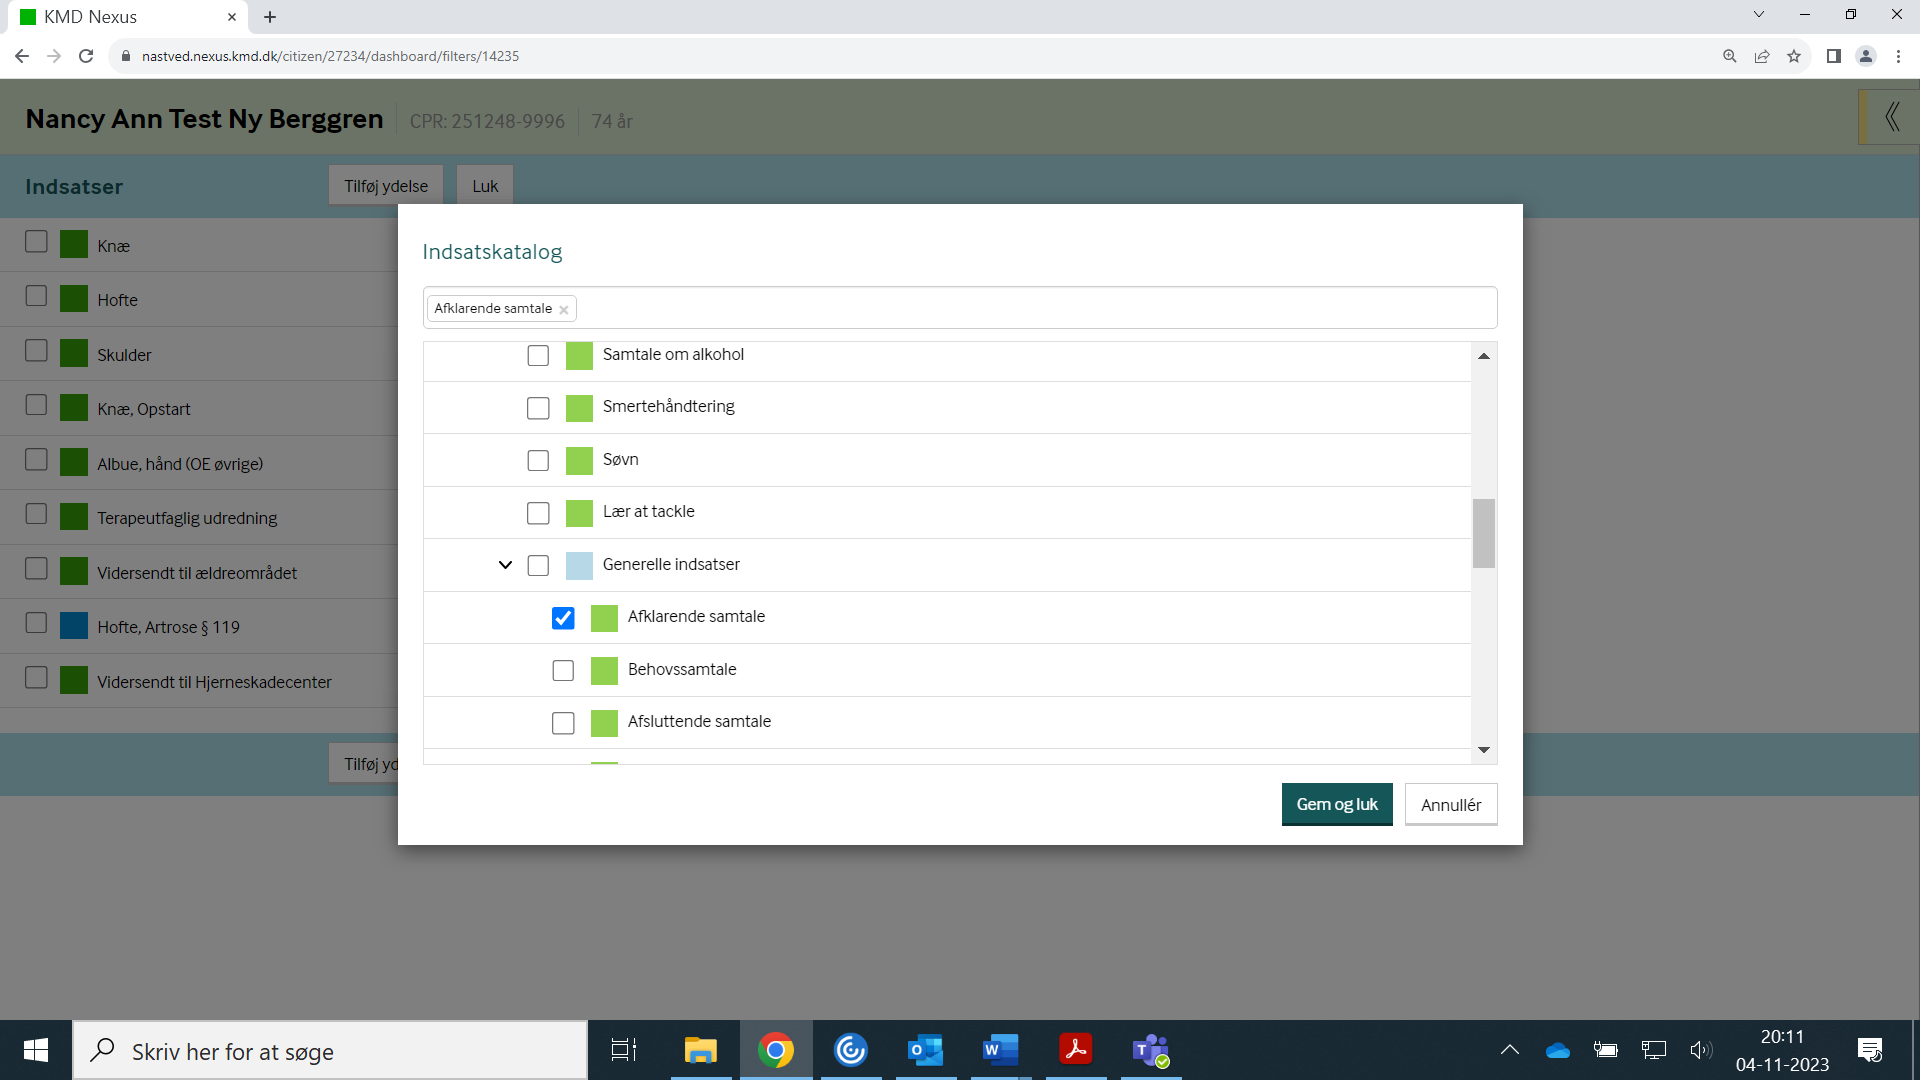 KMD Nexus
nastved.nexus.kmd.dk/citizen/27234/dashboard/filters/14235
Nancy Ann Test Ny Berggren
CPR: 251248-9996
74 år
Indsatser
Tilføj ydelse
Luk
Knæ
Hofte
Skulder
Knæ, Opstart
Albue, hånd (OE øvrige)
Terapeutfaglig udredning
Vidersendt til ældreområdet
Hofte, Artrose § 119
Vidersendt til Hjerneskadecenter
Tilføj yd
Indsatskatalog
Afklarende samtale
Samtale om alkohol
Smertehåndtering
Søvn
Lær at tackle
Generelle indsatser
Afklarende samtale
Behovssamtale
Afsluttende samtale
Gem og luk
Annullér
Skriv her for at søge
20:11
04-11-2023